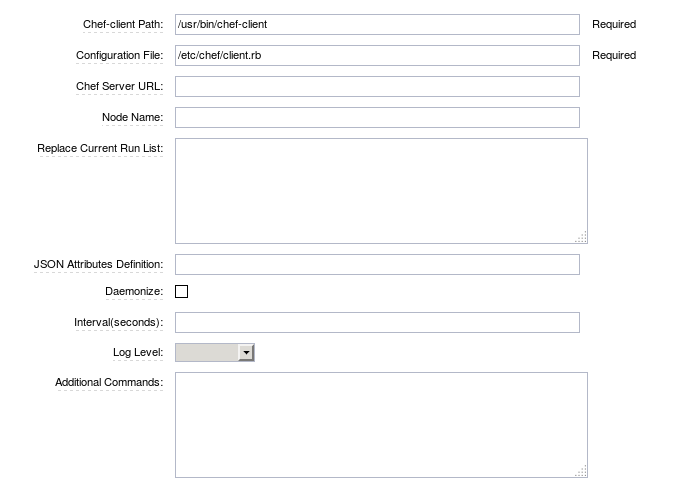 Chef-client Path: /usr/bin/chef-client Required
Configuration File: /etc/chef/client.rb Required
Chef Server URL:
Node Name:
Replace Current Run List:
JSON Attributes Definition:
Daemonize:
Interval(seconds):
Log Level:
Additional Commands: